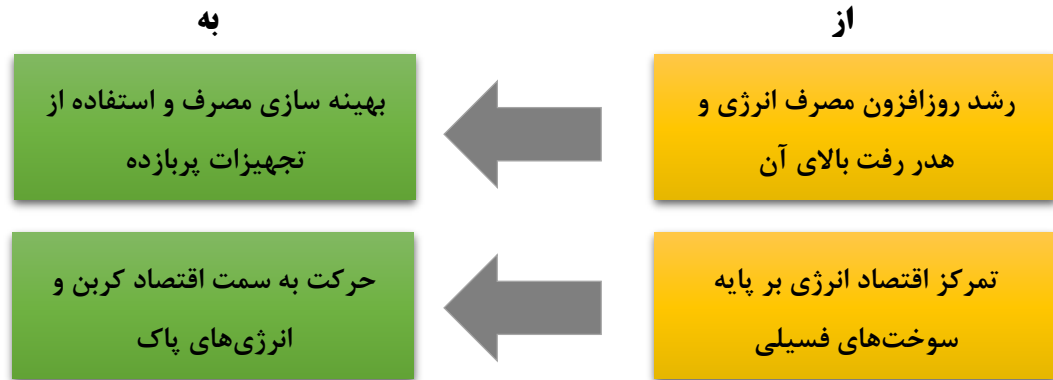 از
به
رشد روزافزون مصرف انرژی و
هدر رفت بالای آن
بهینه سازی مصرف و استفاده از
تجهیزات پربازده
تمرکز اقتصاد انرژی بر پایه
سوخت‌های فسیلی
حرکت به سمت اقتصاد کربن و
انرژی‌های پاک